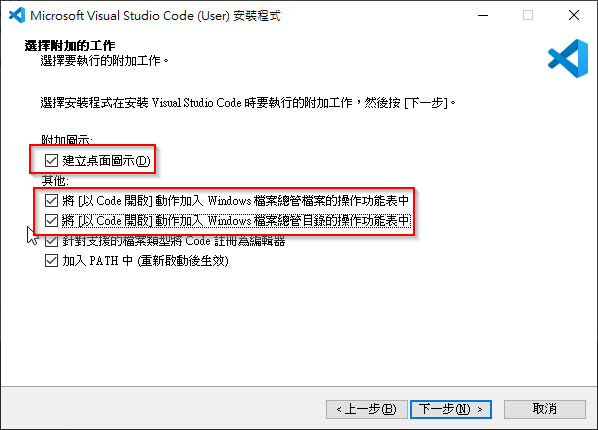 Microsoft Visual Studio Code (User) 安裝程式
選擇附加的工作
選擇要執行的附加工作。
選擇安裝程式在安裝 Visual Studio Code 時要執行的附加工作，然後按 [下一步]。
附加圖示:
建立桌面圖示(D)
其他:
將 [以 Code 開啟] 動作加入 Windows 檔案總管檔案的操作功能表中
將 [以 Code 開啟] 動作加入 Windows 檔案總管目錄的操作功能表中
針對支援的檔案類型將 Code 註冊為編輯器
加入 PATH 中 (重新啟動後生效)
< 上一步(B) 下一步(N) > 取消